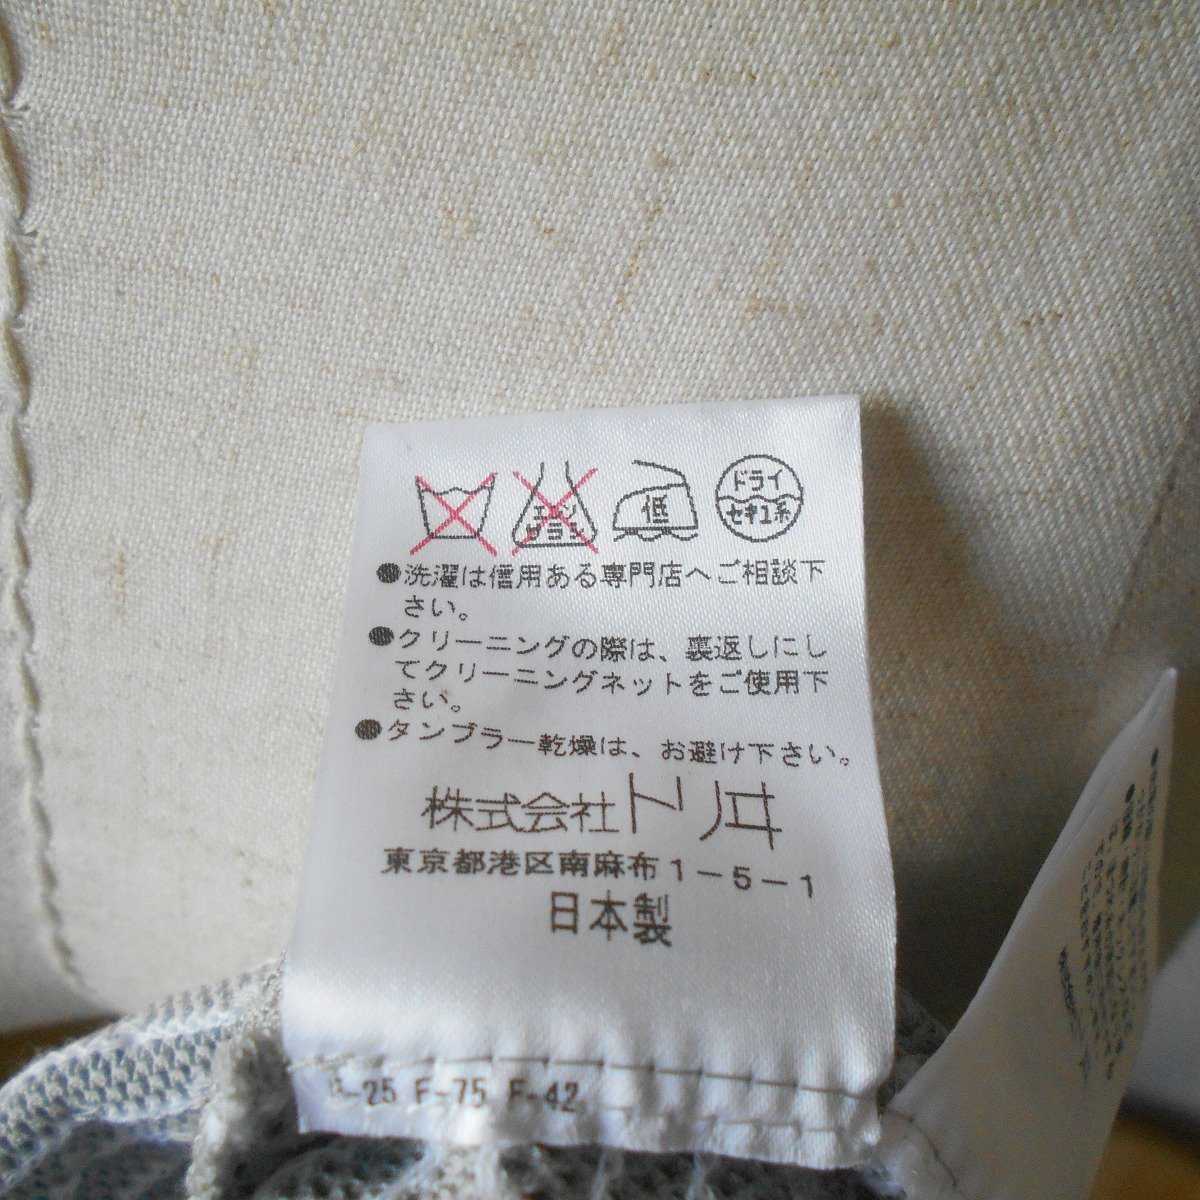 エンソ
サラシ
低
ドライ
セキユ系
●洗濯は信用ある専門店へご相談下
さい。
●クリーニングの際は、裏返しにし
てクリーニングネットをご使用下
さい。
●タンブラー乾燥は、お避け下さい。
株式会社トリヰ
東京都港区南麻布1-5-1
日本製
-25 F-75 F-42